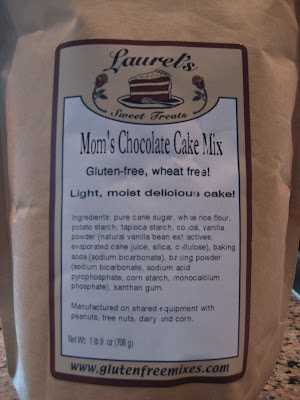 Laurel's
Sweet Treats
Mom's Chocolate Cake Mix
Gluten-free, wheat free!
Light, moist delicious cake!
Ingredients: pure cane sugar, white rice flour,
potato starch, tapioca starch, cocoa, vanilla
powder (natural vanilla bean extractives,
evaporated cane juice, silica, cellulose), baking
soda (sodium bicarbonate), baking powder
(sodium bicarbonate, sodium acid
pyrophosphate, corn starch, monocalcium
phosphate), xanthan gum.
Manufactured on shared equipment with
peanuts, tree nuts, dairy and corn.
Net Wt. 1 lb 9 oz (708 g)
www.glutenfreemixes.com